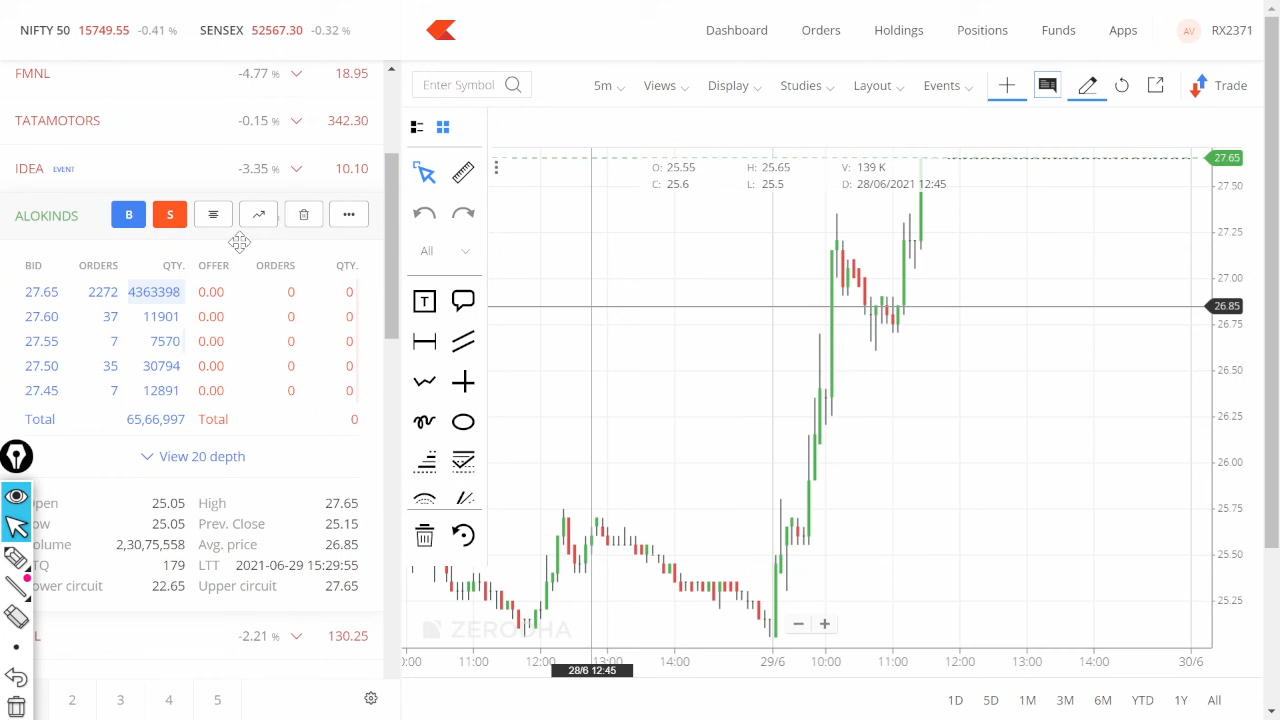 NIFTY 50 15749.55 -0.41 % SENSEX 52567.30 -0.32 %
Dashboard Orders Holdings Positions Funds Apps AV RX2371
FMNL -4.77 % 18.95
TATAMOTORS -0.15 % 342.30
IDEA EVENT -3.35 % 10.10
ALOKINDS B S
BID ORDERS QTY. OFFER ORDERS QTY.
27.65 2272 4363398 0.00 0 0
27.60 37 11901 0.00 0 0
27.55 7 7570 0.00 0 0
27.50 35 30794 0.00 0 0
27.45 7 12891 0.00 0 0
Total 65,66,997 Total 0
View 20 depth
pen 25.05 High 27.65
ow 25.05 Prev. Close 25.15
olume 2,30,75,558 Avg. price 26.85
TQ 179 LTT 2021-06-29 15:29:55
ower circuit 22.65 Upper circuit 27.65
L -2.21 % 130.25
2 3 4 5
Enter Symbol 5m Views Display Studies Layout Events Trade
All
T
O: 25.55 H: 25.65 V: 139 K
C: 25.6 L: 25.5 D: 28/06/2021 12:45
27.65
27.50
27.25
27.00
26.85
26.75
26.50
26.25
26.00
25.75
25.50
25.25
ZERODHA
0:00 11:00 12:00 13:00 14:00 29/6 10:00 11:00 12:00 13:00 14:00 30/6
28/6 12:45
1D 5D 1M 3M 6M YTD 1Y All